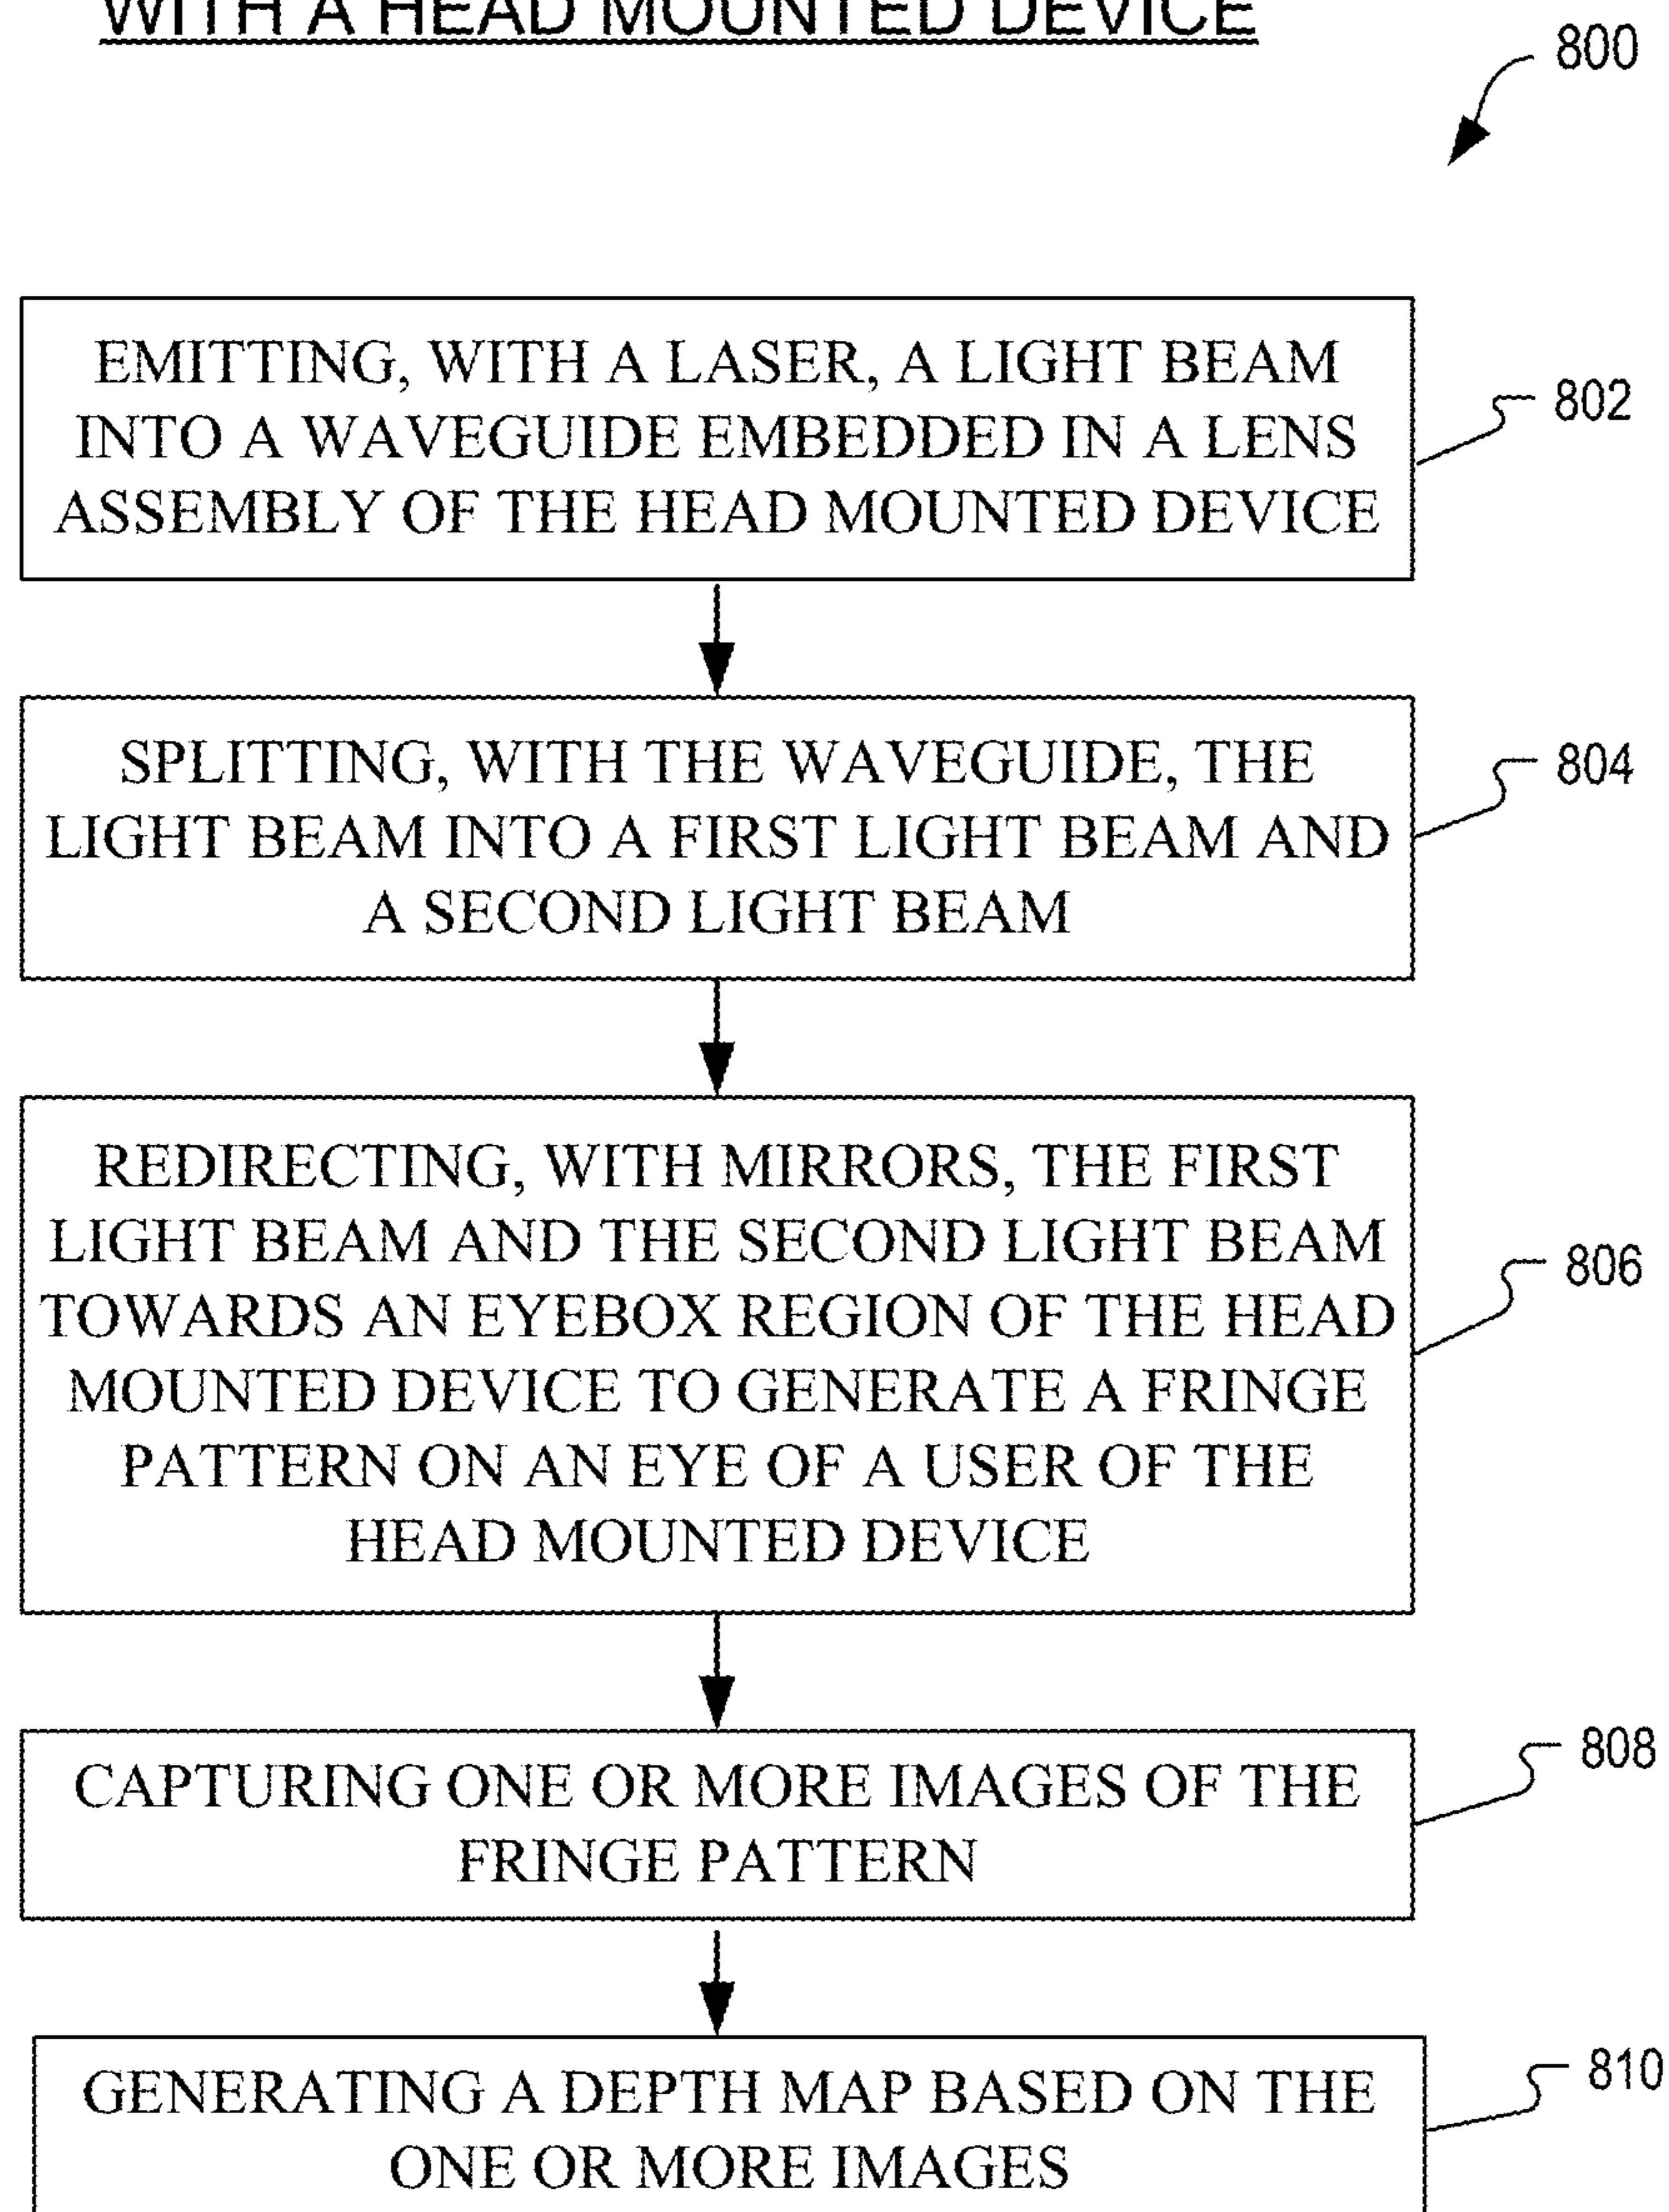 WITH A HEAD MOUNTED DEVICE
800
EMITTING, WITH A LASER, A LIGHT BEAM
INTO A WAVEGUIDE EMBEDDED IN A LENS
ASSEMBLY OF THE HEAD MOUNTED DEVICE
802
SPLITTING, WITH THE WAVEGUIDE, THE
LIGHT BEAM INTO A FIRST LIGHT BEAM AND
A SECOND LIGHT BEAM
804
REDIRECTING, WITH MIRRORS, THE FIRST
LIGHT BEAM AND THE SECOND LIGHT BEAM
TOWARDS AN EYEBOX REGION OF THE HEAD
MOUNTED DEVICE TO GENERATE A FRINGE
PATTERN ON AN EYE OF A USER OF THE
HEAD MOUNTED DEVICE
806
CAPTURING ONE OR MORE IMAGES OF THE
FRINGE PATTERN
808
GENERATING A DEPTH MAP BASED ON THE
ONE OR MORE IMAGES
810